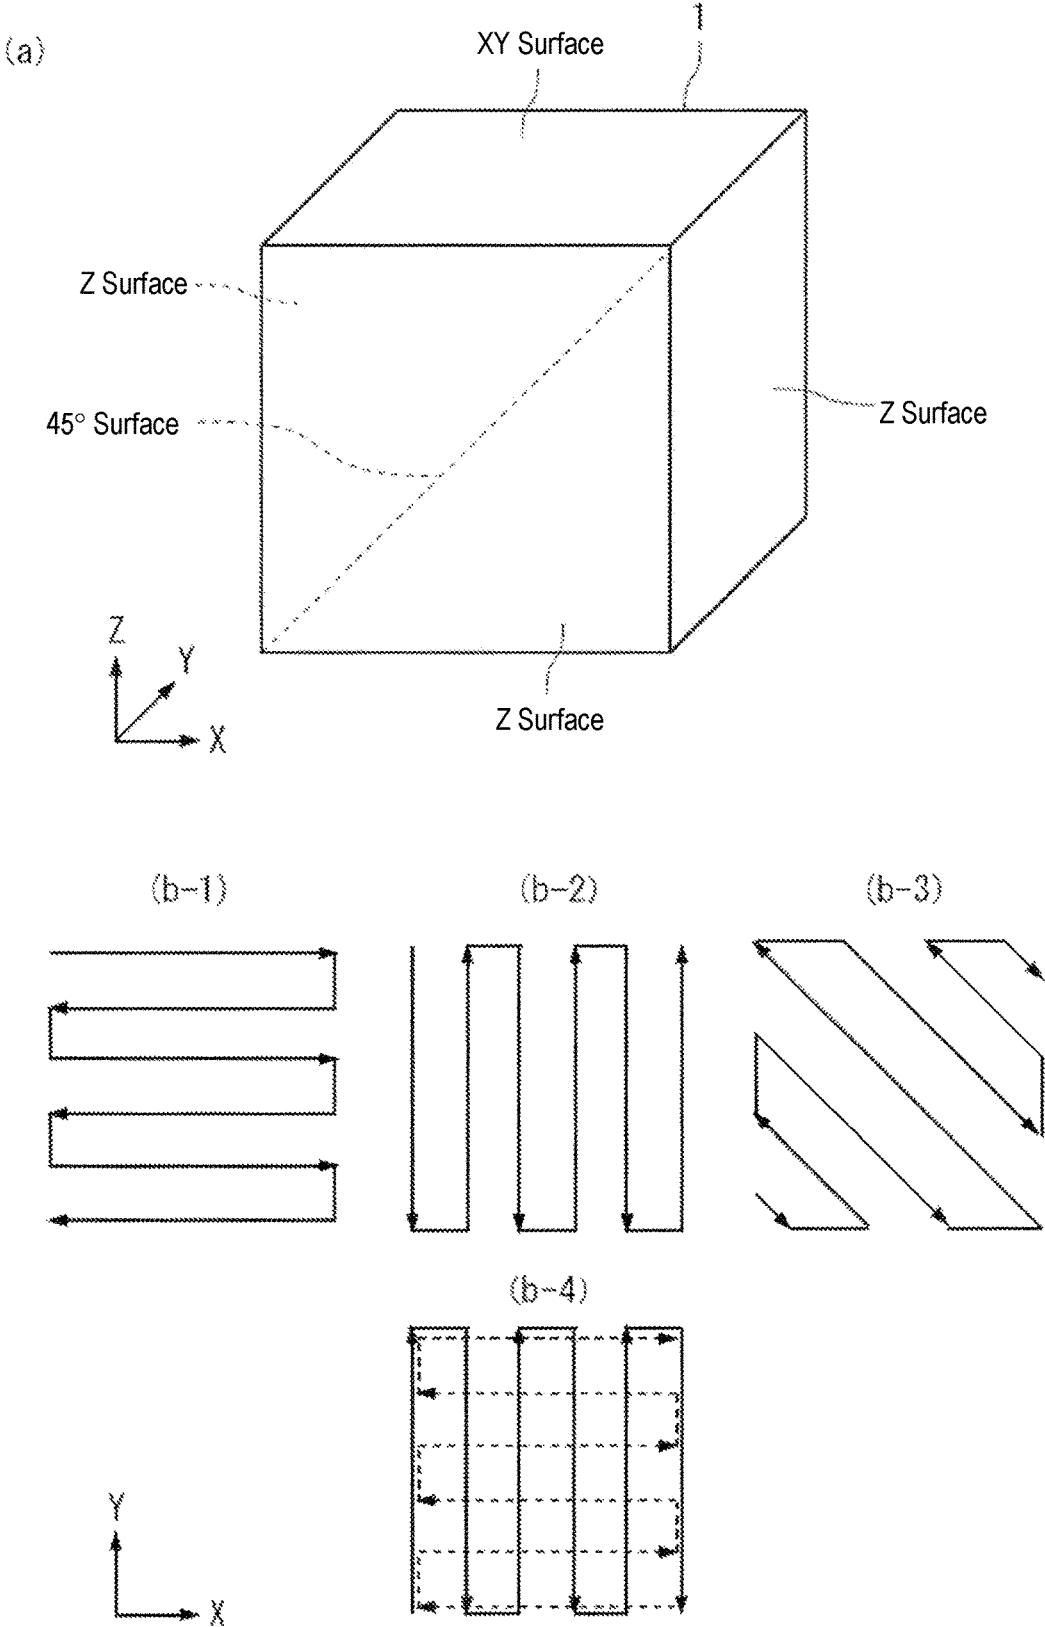 (a)
1
XY Surface
Z Surface
45° Surface
Z Surface
Z Surface
Z
Y
X
(b-1)
(b-2)
(b-3)
(b-4)
Y
X